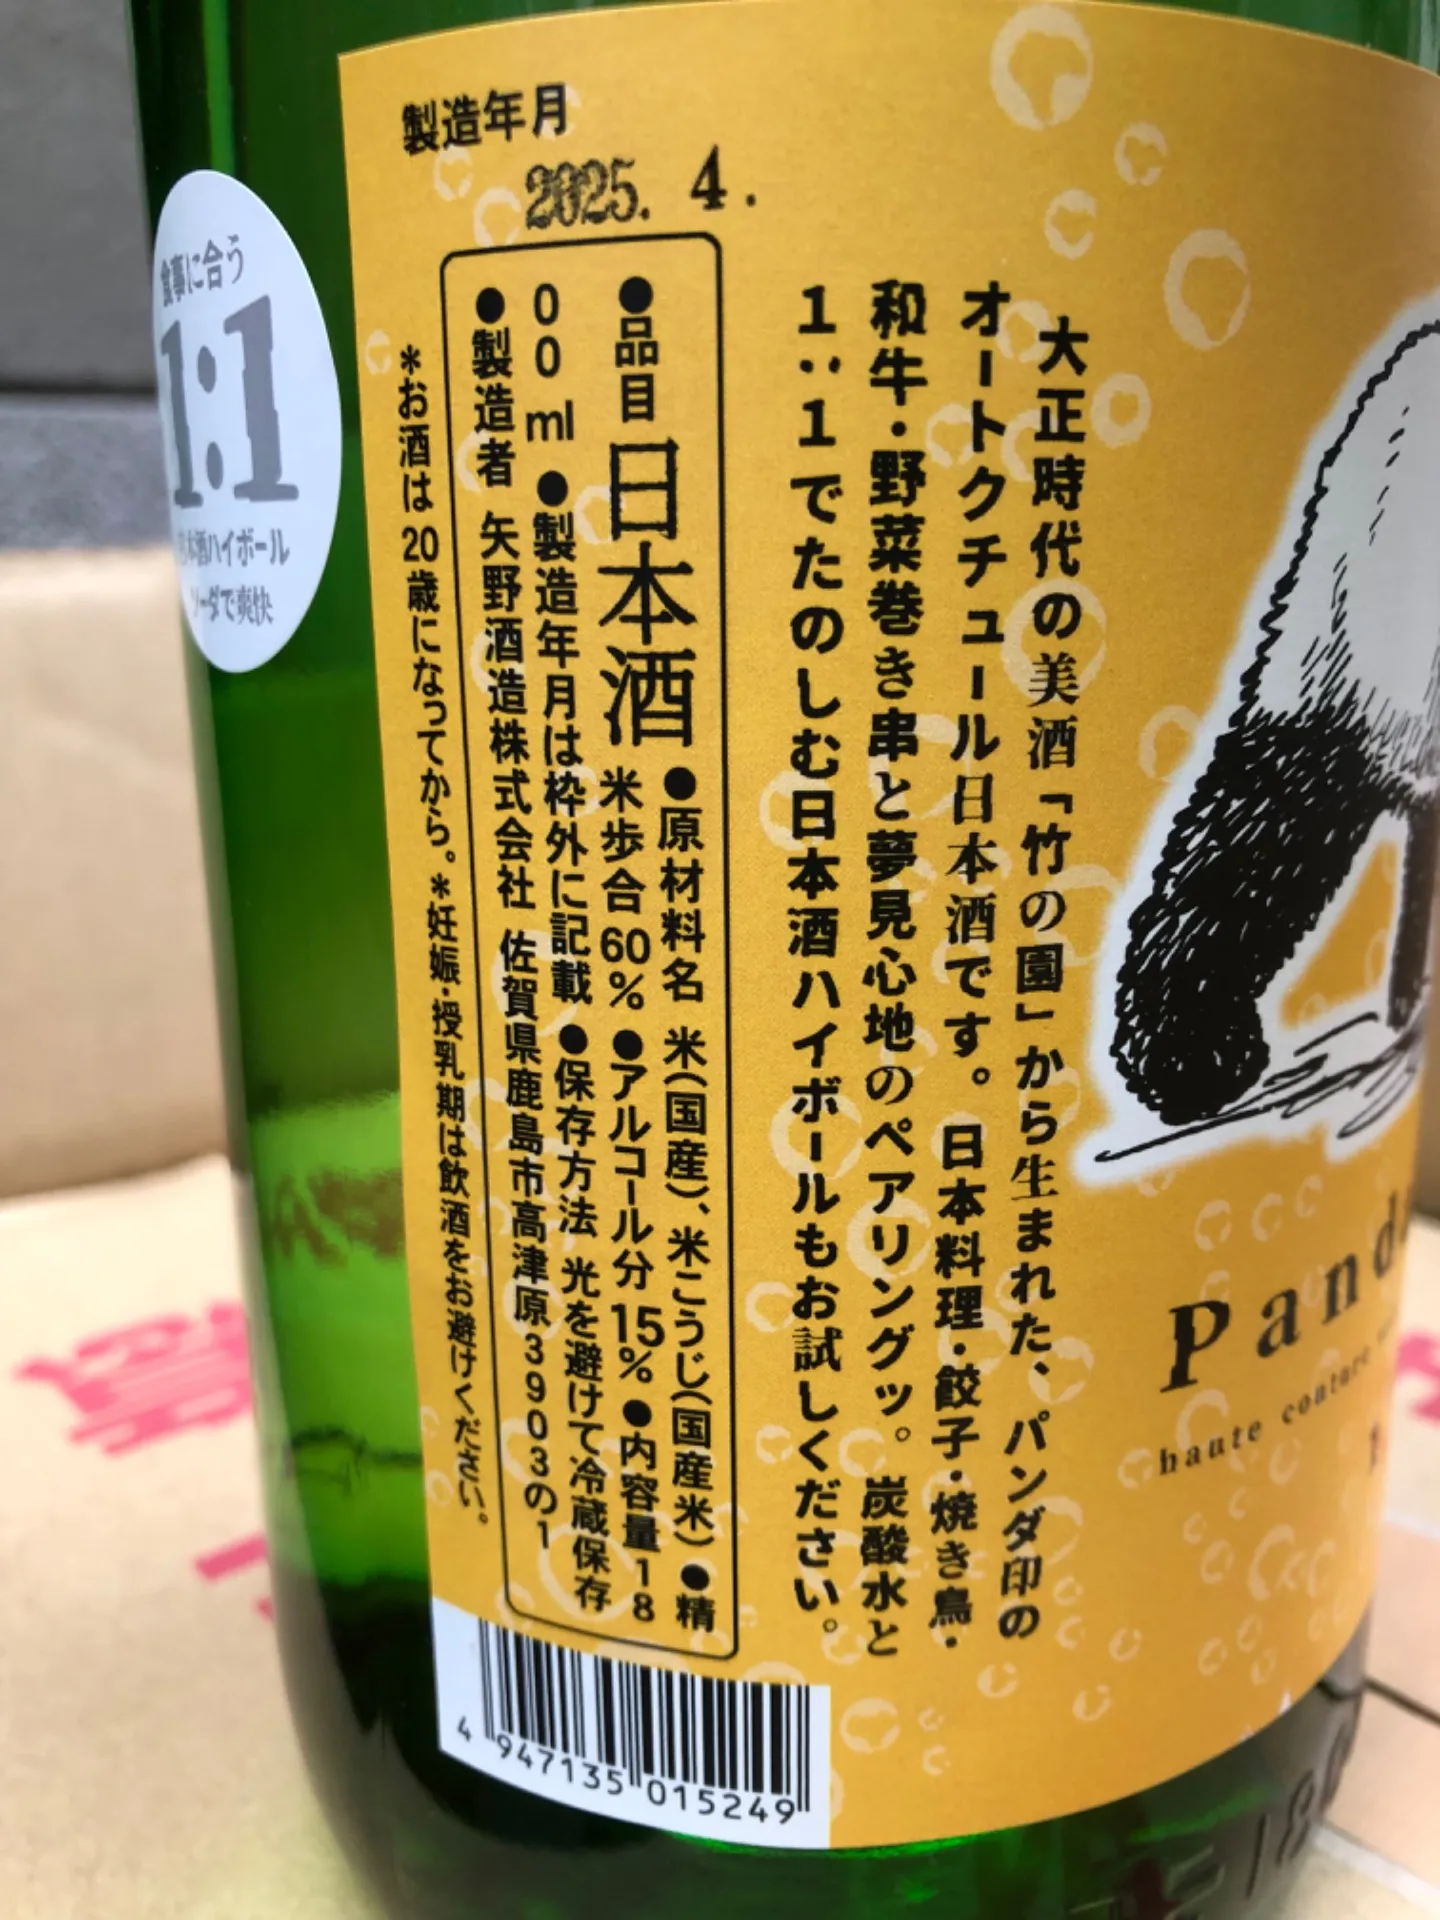 製造年月
2025. 4.
大正時代の美酒「竹の園」から生まれた、パンダ印の
オートクチュール日本酒です。日本料理・餃子・焼き鳥・
和牛・野菜巻き串と夢見心地のペアリングッ。炭酸水と
1:1でたのしむ日本酒ハイボールもお試しください。
●品目 日本酒 ●原材料名 米(国産)、米こうじ(国産米) ●精
米歩合60% ●アルコール分 15% ●内容量18
00 ml ●製造年月は枠外に記載 ●保存方法 光を避けて冷蔵保存
●製造者 矢野酒造株式会社 佐賀県鹿島市高津原3903の1
*お酒は20歳になってから。*妊娠・授乳期は飲酒をお避けください。
4 947135 015249
食事に合う
1:1
本酒ハイボール
ソーダで爽快
Pand
haute couture